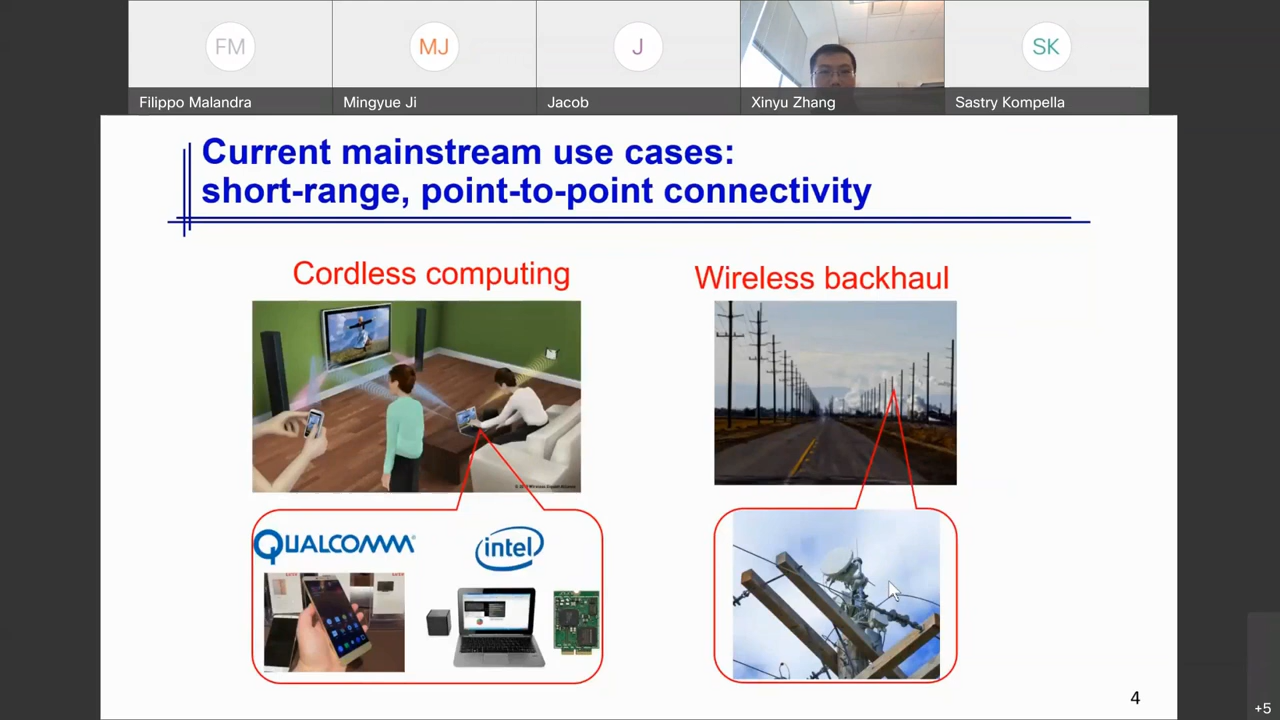 FM
MJ
J
SK
Filippo Malandra
Mingyue Ji
Jacob
Xinyu Zhang
Sastry Kompella
Current mainstream use cases:
short-range, point-to-point connectivity
Cordless computing
Wireless backhaul
QUALCOMM
intel
4
+5